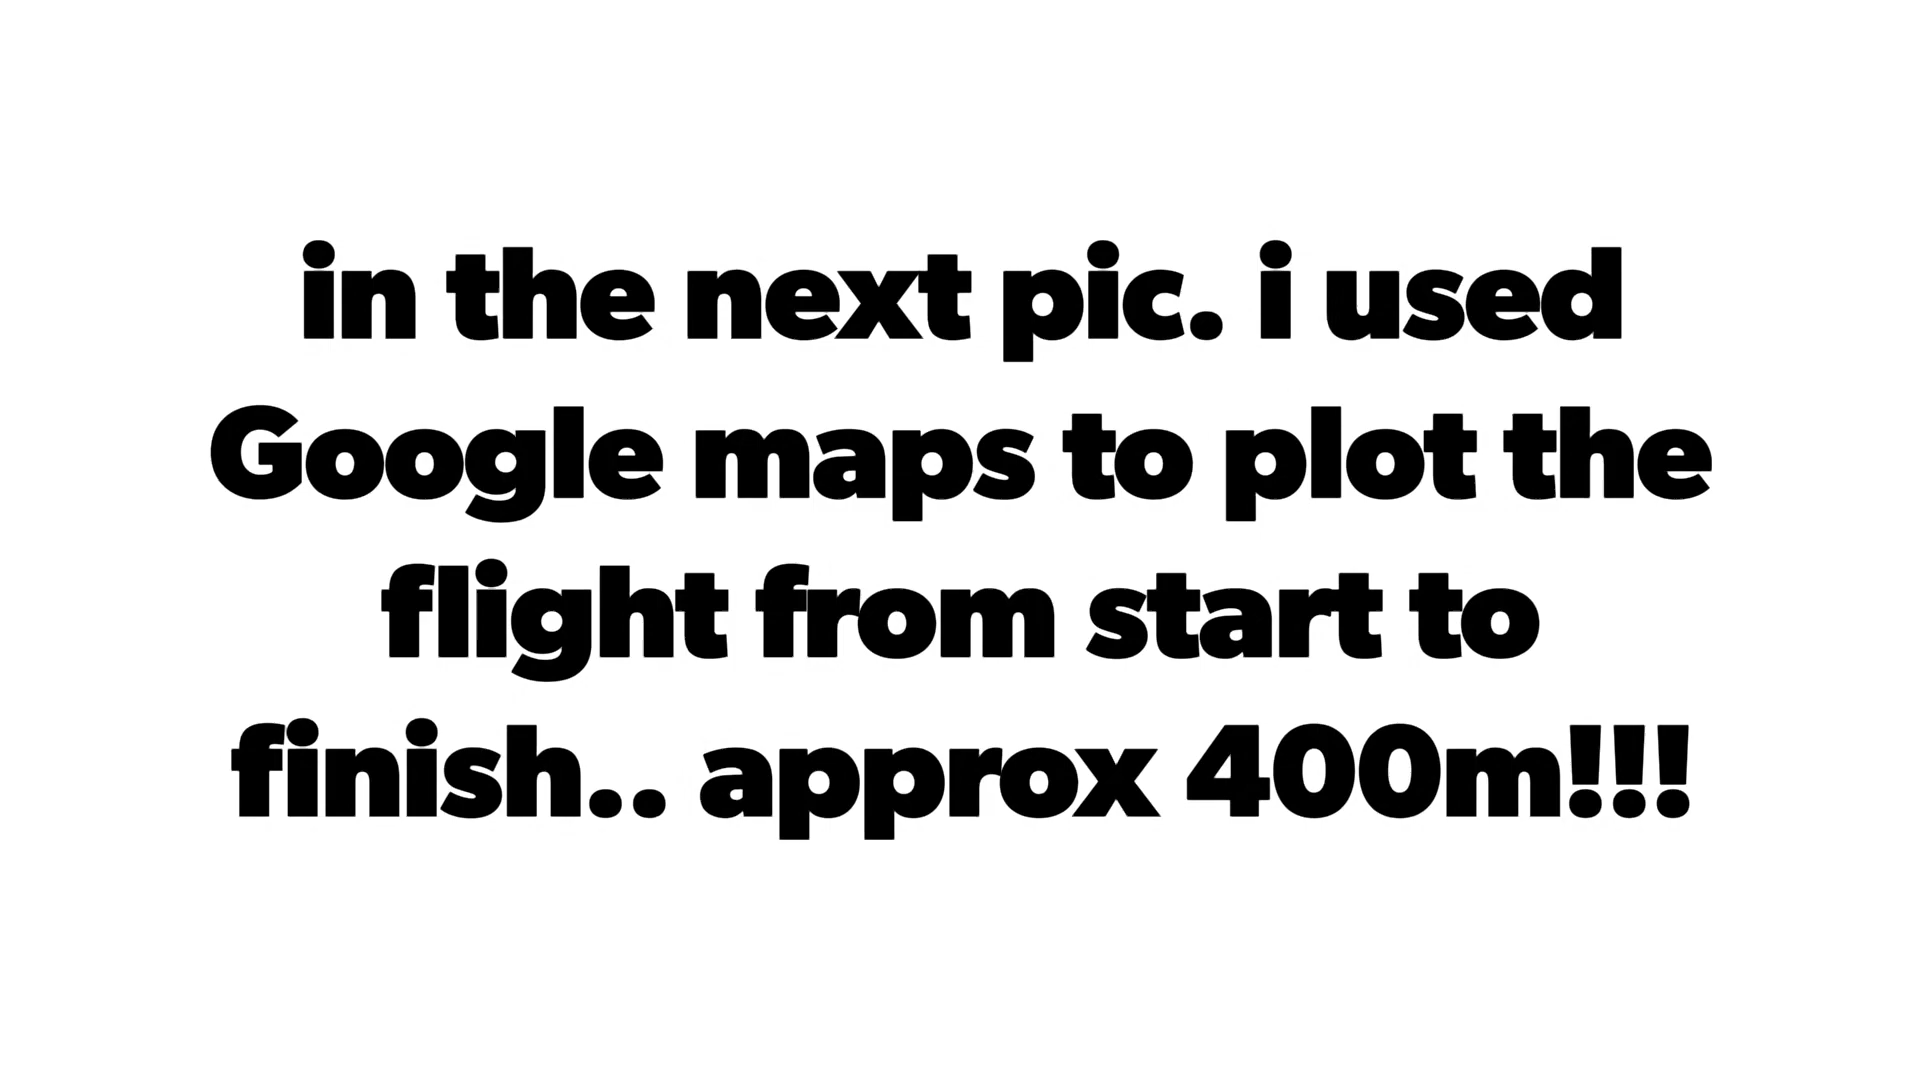 in the next pic. i used
Google maps to plot the
flight from start to
finish.. approx 400m!!!